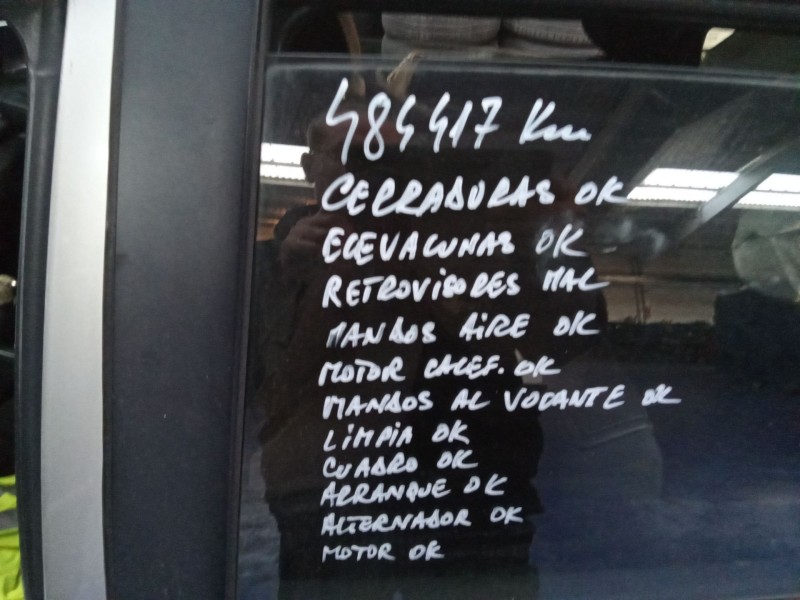 484417 Km
CERRADURAS OK
ELEVALUNAS OK
RETROVISORES MAL
MANDOS AIRE OK
MOTOR CALEF. OK
MANDOS AL VOLANTE OK
LIMPIA OK
CUADRO OK
ARRANQUE OK
ALTERNADOR OK
MOTOR OK